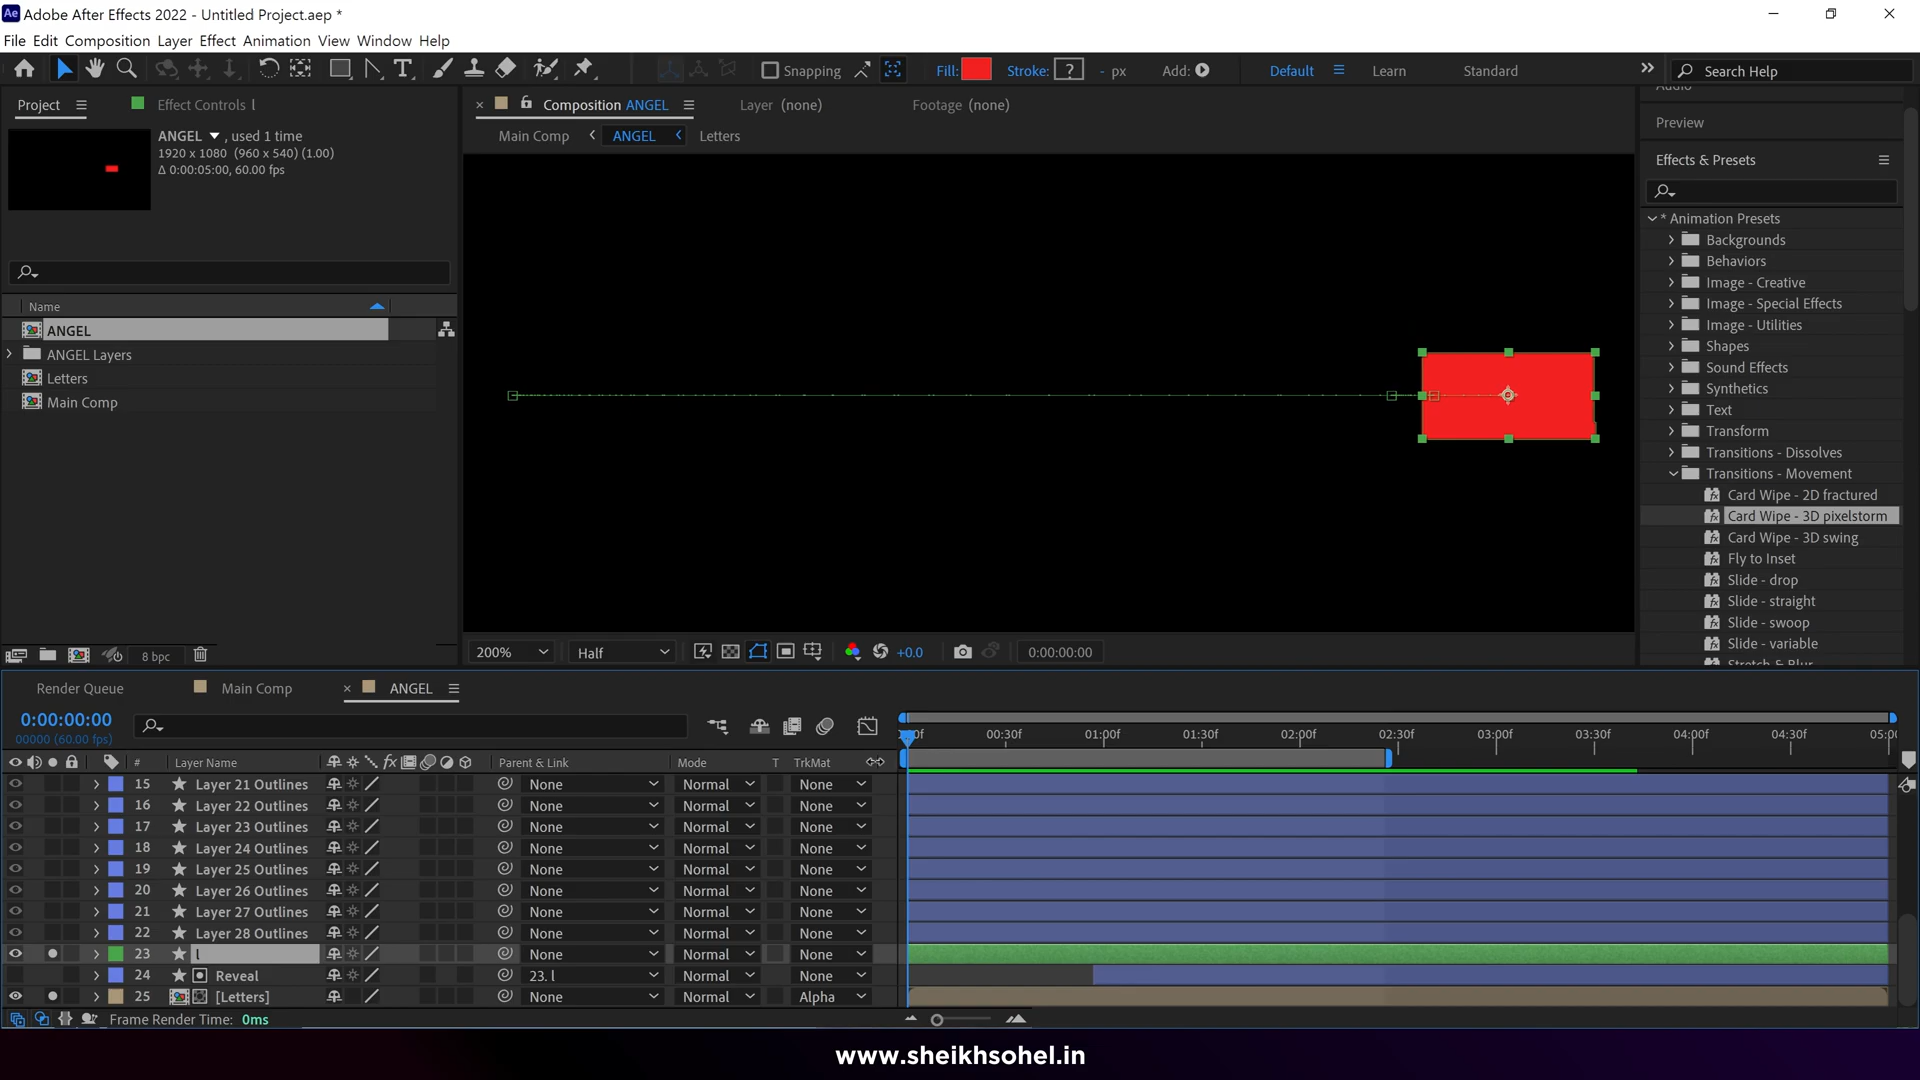 Adobe After Effects 2022 - Untitled Project.aep *
File Edit Composition Layer Effect Animation View Window Help
Snapping Fill: Stroke: ? - px Add: Default Learn Standard Search Help
Project Effect Controls l
Composition ANGEL Layer (none) Footage (none)
Main Comp ANGEL Letters
ANGEL , used 1 time
1920 x 1080 (960 x 540) (1.00)
Δ 0:00:05:00, 60.00 fps
Name
ANGEL
ANGEL Layers
Letters
Main Comp
8 bpc
200% Half +0.0 0:00:00:00
Audio
Preview
Effects & Presets
* Animation Presets
Backgrounds
Behaviors
Image - Creative
Image - Special Effects
Image - Utilities
Shapes
Sound Effects
Synthetics
Text
Transform
Transitions - Dissolves
Transitions - Movement
Card Wipe - 2D fractured
Card Wipe - 3D pixelstorm
Card Wipe - 3D swing
Fly to Inset
Slide - drop
Slide - straight
Slide - swoop
Slide - variable
Stretch & Blur
Render Queue Main Comp ANGEL
0:00:00:00
00000 (60.00 fps)
00:30f 01:00f 01:30f 02:00f 02:30f 03:00f 03:30f 04:00f 04:30f
# Layer Name Parent & Link Mode T TrkMat
15 Layer 21 Outlines None Normal None
16 Layer 22 Outlines None Normal None
17 Layer 23 Outlines None Normal None
18 Layer 24 Outlines None Normal None
19 Layer 25 Outlines None Normal None
20 Layer 26 Outlines None Normal None
21 Layer 27 Outlines None Normal None
22 Layer 28 Outlines None Normal None
23 l None Normal None
24 Reveal 23. l Normal None
25 [Letters] None Normal Alpha
Frame Render Time: 0ms
www.sheikhsohel.in